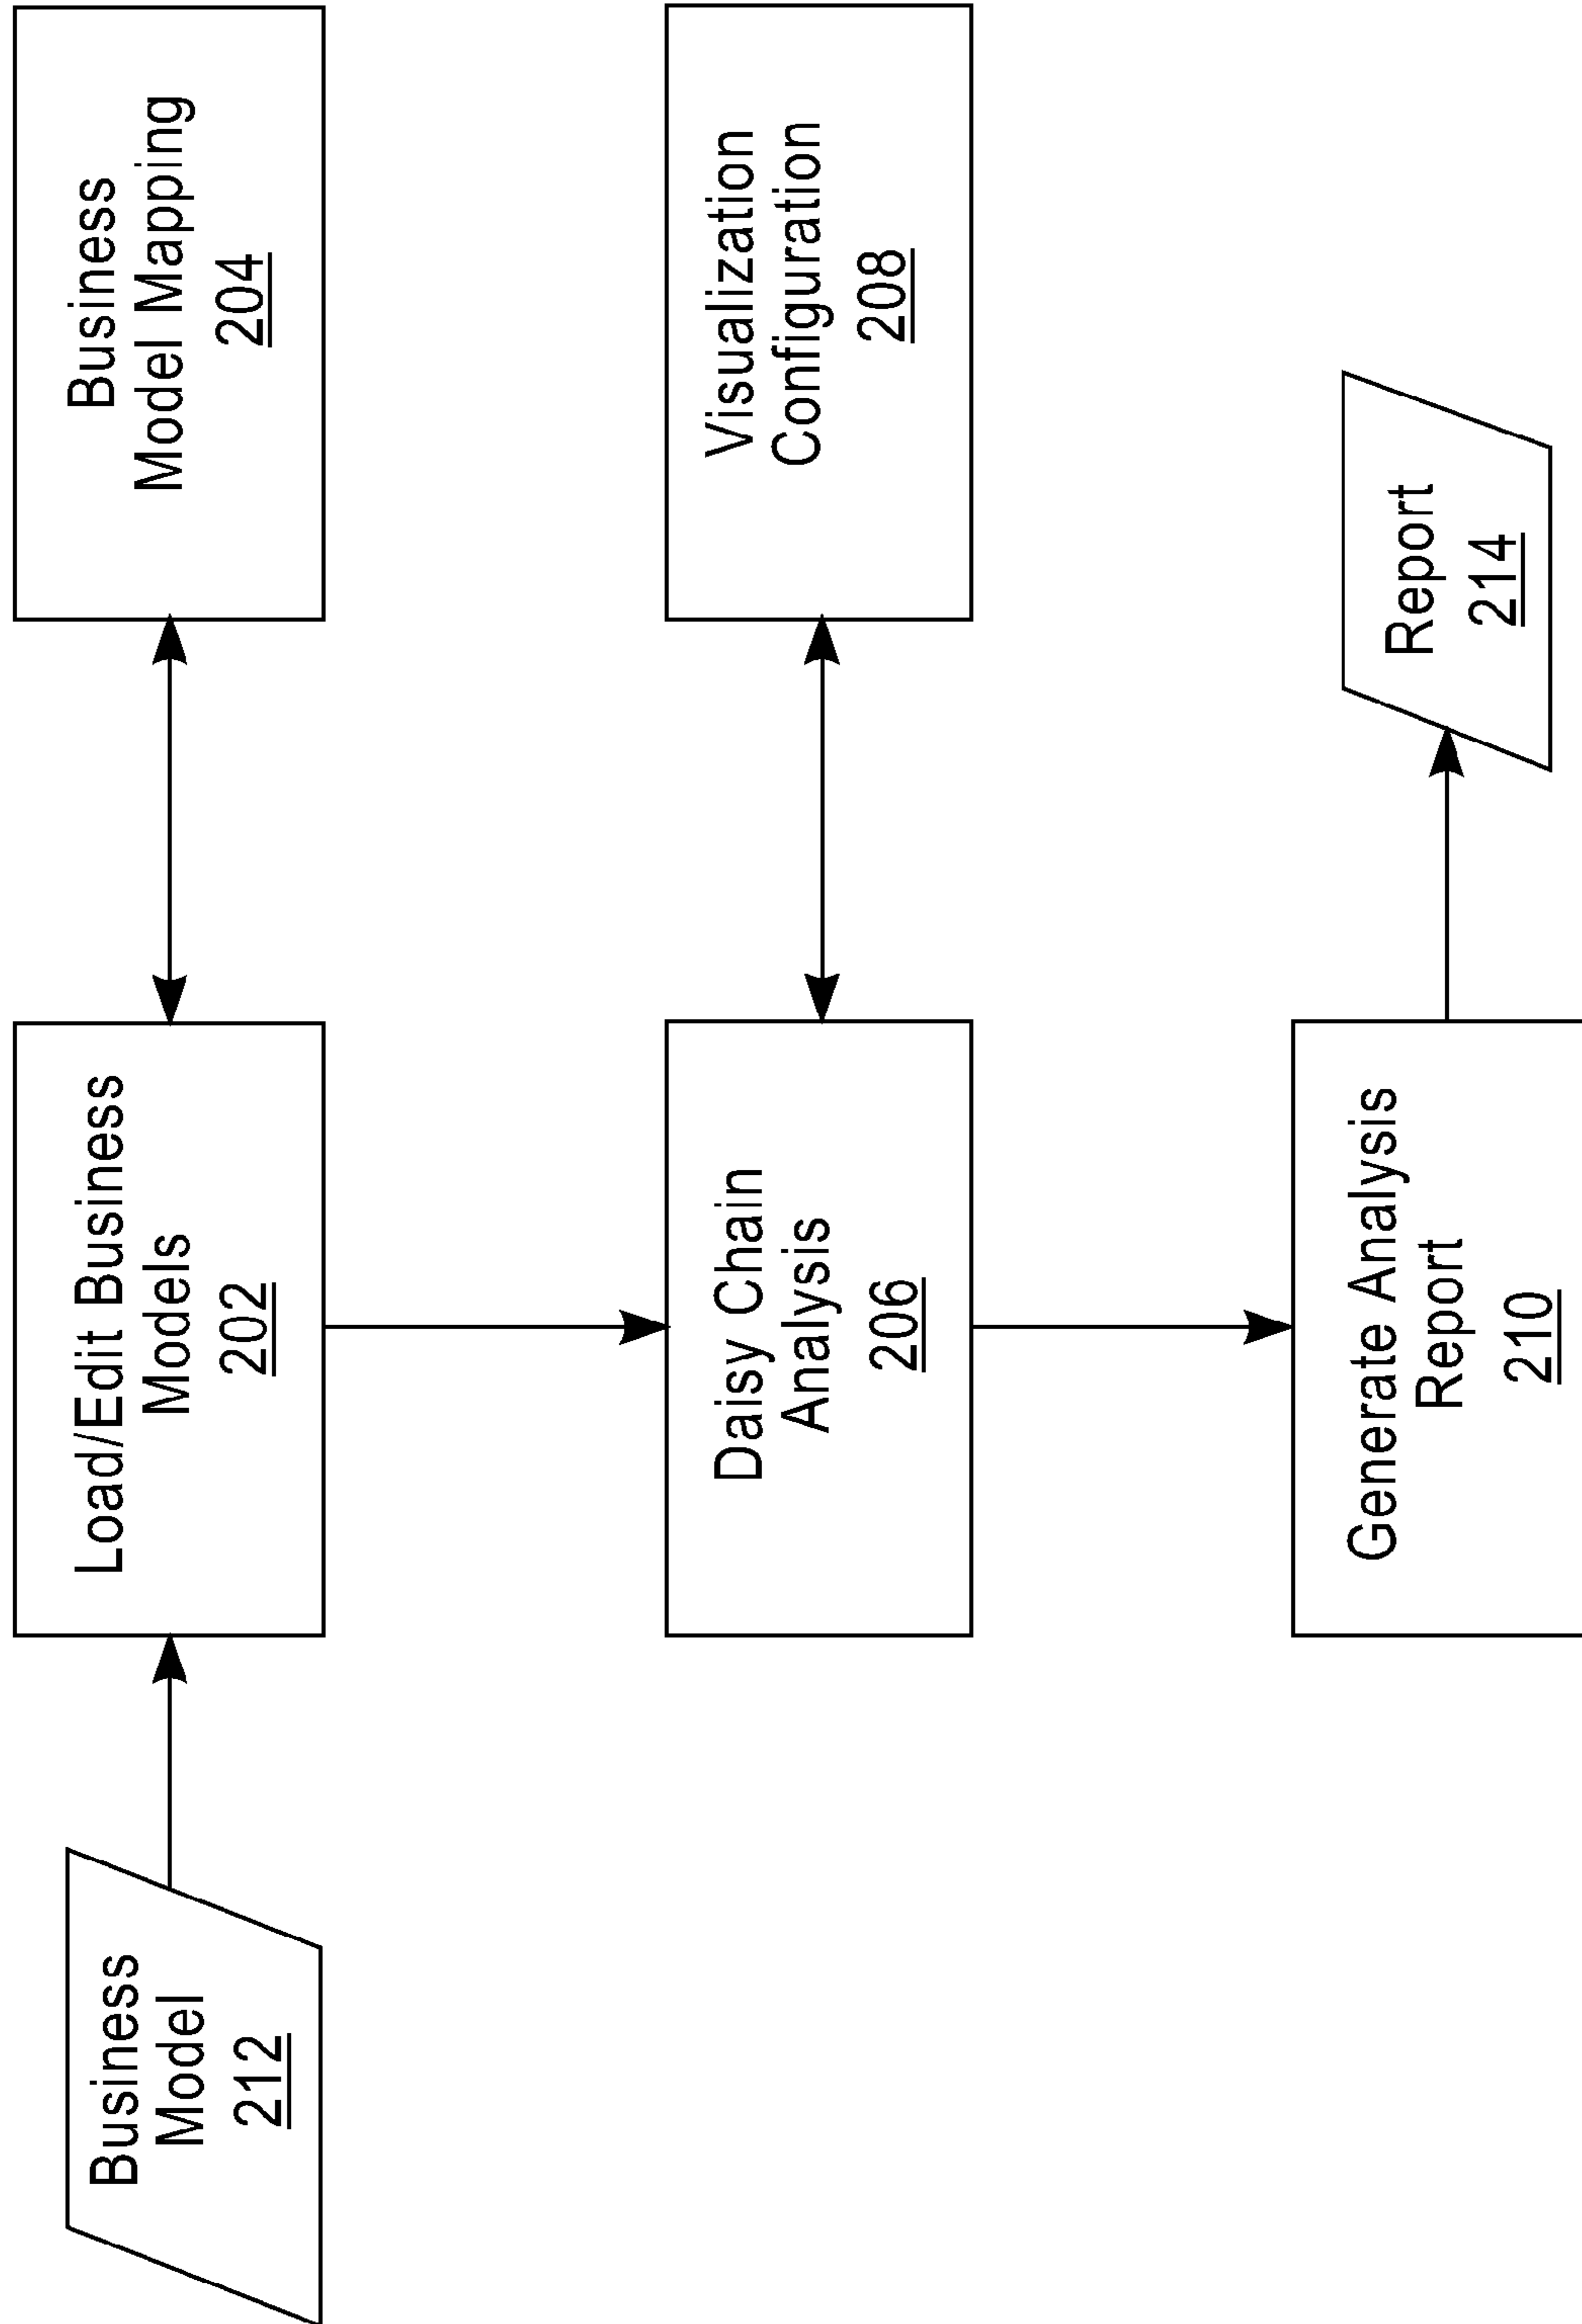 Business
Model
212
Load/Edit Business
Models
202
Business
Model Mapping
204
Daisy Chain
Analysis
206
Visualization
Configuration
208
Generate Analysis
Report
210
Report
214